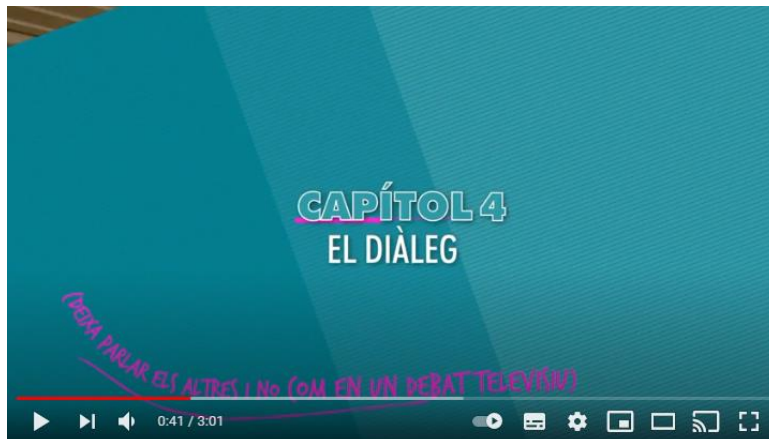 CAPÍTOL 4
EL DIÀLEG
(DEIXA PARLAR ELS ALTRES I NO COM EN UN DEBAT TELEVISIU)
0:41 / 3:01